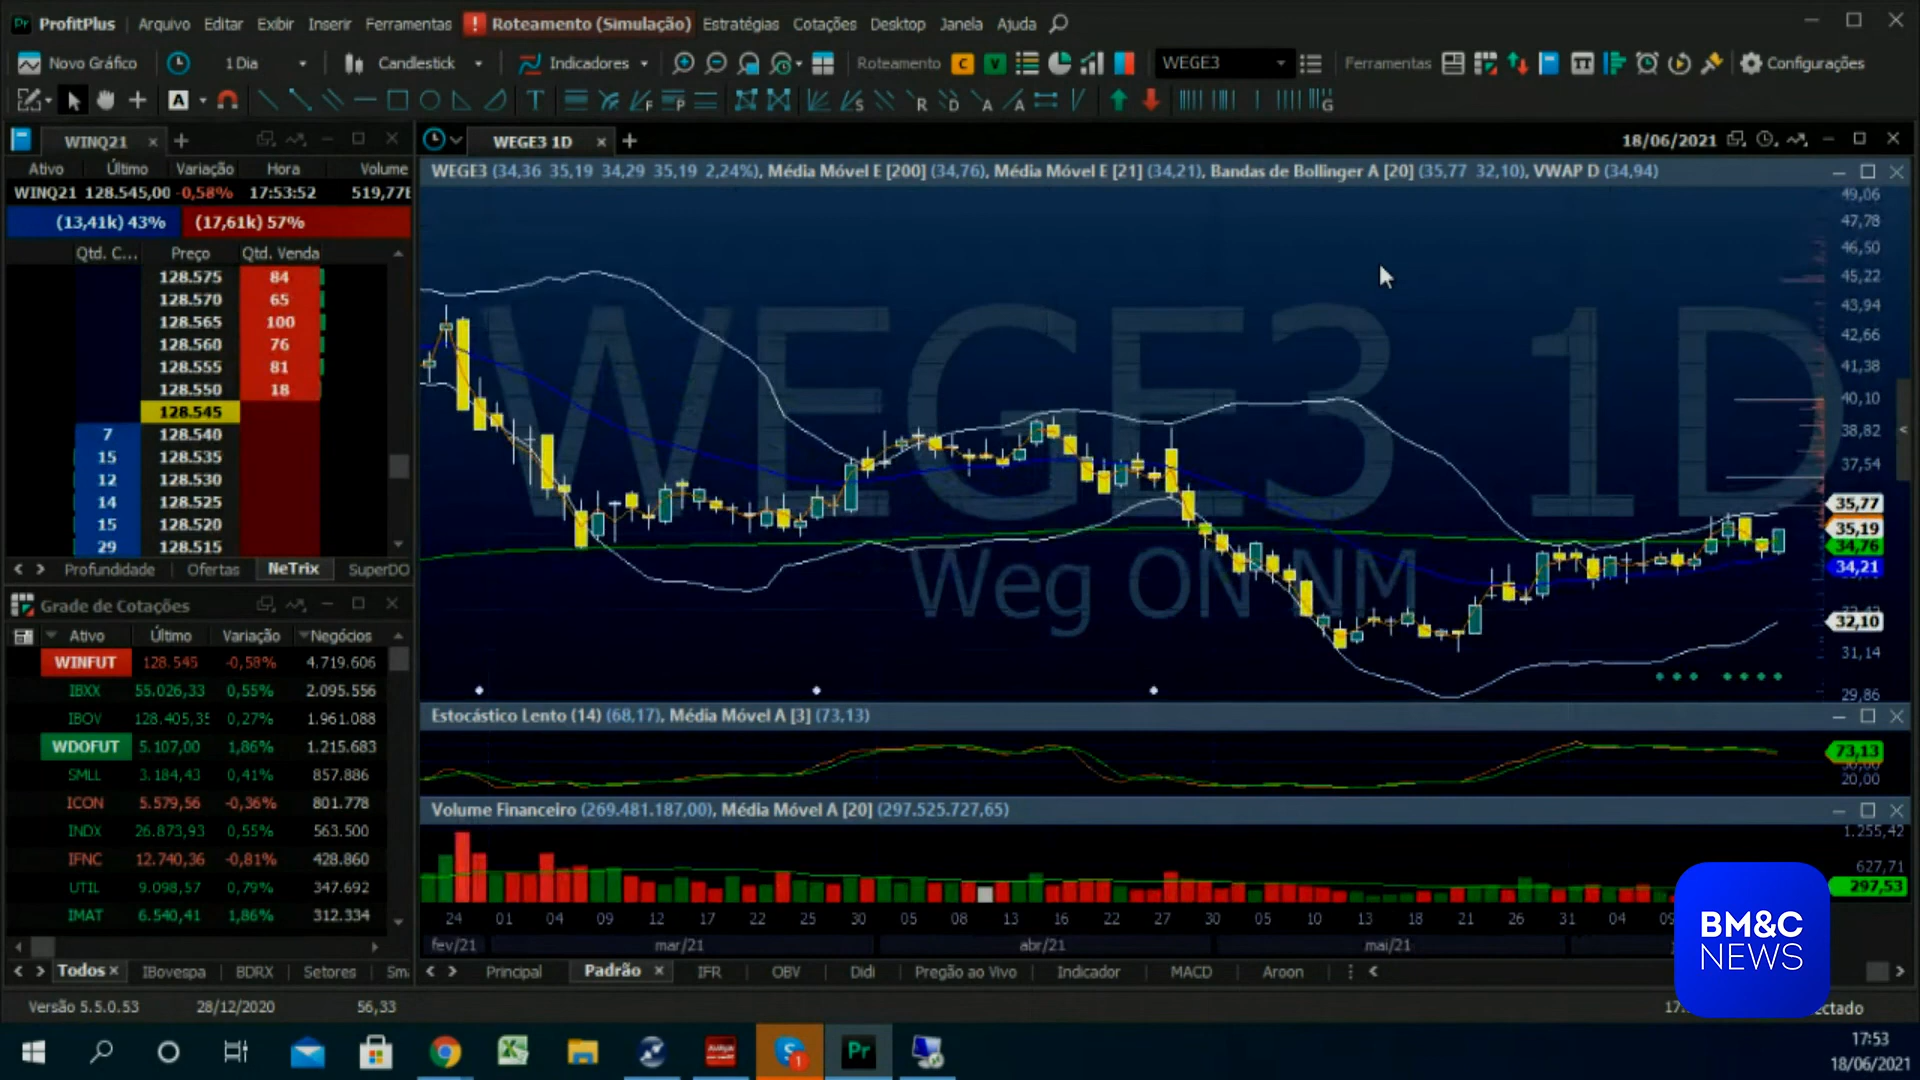 ProfitPlus Arquivo Editar Exibir Inserir Ferramentas ! Roteamento (Simulação) Estratégias Cotações Desktop Janela Ajuda
Novo Gráfico 1 Dia Candlestick Indicadores Roteamento C V WEGE3 Ferramentas Configurações
WINQ21
Ativo Último Variação Hora Volume
WINQ21 128.545,00 -0,58% 17:53:52 519,77
(13,41k) 43% (17,61k) 57%
Qtd. C... Preço Qtd. Venda
128.575 84
128.570 65
128.565 100
128.560 76
128.555 81
128.550 18
128.545
7 128.540
15 128.535
12 128.530
14 128.525
15 128.520
29 128.515
Profundidade Ofertas NeTrix SuperDO
Grade de Cotações
Ativo Último Variação Negócios
WINFUT 128.545 -0,58% 4.719.606
IBXX 55.026,33 0,55% 2.095.556
IBOV 128.405,35 0,27% 1.961.088
WDOFUT 5.107,00 1,86% 1.215.683
SMLL 3.184,43 0,41% 857.886
ICON 5.579,56 -0,36% 801.778
INDX 26.873,93 0,55% 563.500
IFNC 12.740,36 -0,81% 428.860
UTIL 9.098,57 0,79% 347.692
IMAT 6.540,41 1,86% 312.334
Todos IBovespa BDRX Setores Sm
WEGE3 1D 18/06/2021
WEGE3 (34,36 35,19 34,29 35,19 2,24%), Média Móvel E [200] (34,76), Média Móvel E [21] (34,21), Bandas de Bollinger A [20] (35,77 32,10), VWAP D (34,94)
WEGE3 1D
Weg ON NM
49,06
47,78
46,50
45,22
43,94
42,66
41,38
40,10
38,82
37,54
35,77
35,19
34,76
34,21
32,10
31,14
29,86
Estocástico Lento (14) (68,17), Média Móvel A [3] (73,13)
73,13
20,00
Volume Financeiro (269.481.187,00), Média Móvel A [20] (297.525.727,65)
1.255,42
627,71
297,53
24 01 04 09 12 17 22 25 30 05 08 13 16 22 27 30 05 10 13 18 21 26 31 04
fev/21 mar/21 abr/21 mai/21
Principal Padrão IFR OBV Didi Pregão ao Vivo Indicador MACD Aroon
BM&C
NEWS
Versão 5.5.0.53 28/12/2020 56,33 17: ctado
Pr
17:53
18/06/2021